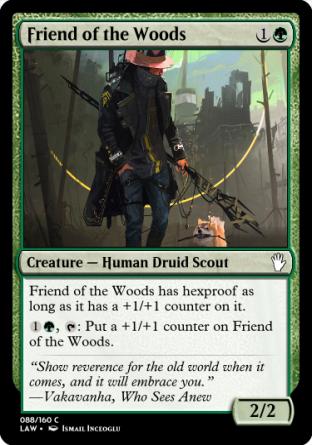 Friend of the Woods 1
Creature — Human Druid Scout
Friend of the Woods has hexproof as
long as it has a +1/+1 counter on it.
1, : Put a +1/+1 counter on Friend
of the Woods.
“Show reverence for the old world when it
comes, and it will embrace you.”
—Vakavanha, Who Sees Anew
2/2
088/160 C
LAW • Ismail Inceoglu